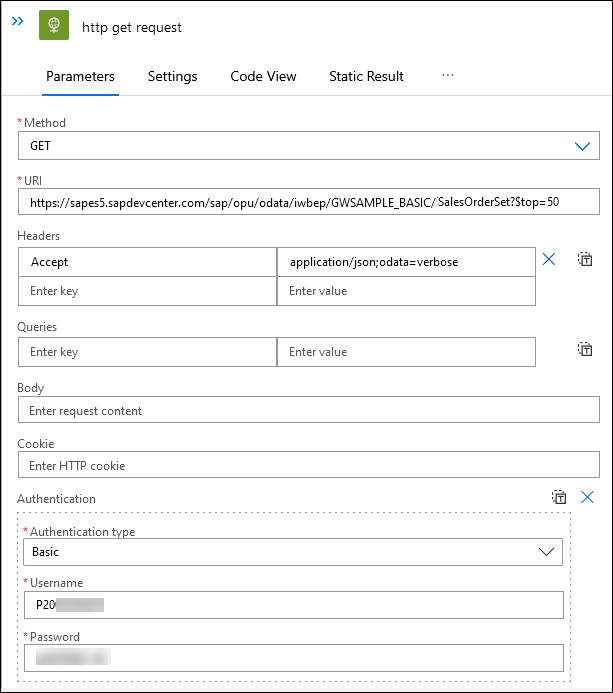 http get request
Parameters Settings Code View Static Result ...
* Method
GET
* URI
https://sapes5.sapdevcenter.com/sap/opu/odata/iwbep/GWSAMPLE_BASIC/SalesOrderSet?$top=50
Headers
Accept application/json;odata=verbose
Enter key Enter value
Queries
Enter key Enter value
Body
Enter request content
Cookie
Enter HTTP cookie
Authentication
* Authentication type
Basic
* Username
P20
* Password